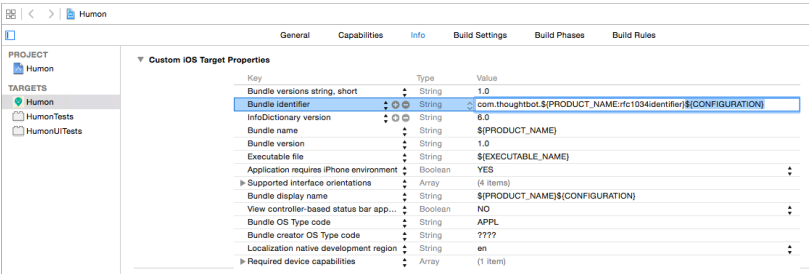 Humon
General Capabilities Info Build Settings Build Phases Build Rules
PROJECT
Humon
TARGETS
Humon
HumonTests
HumonUITests
Custom iOS Target Properties
Key Type Value
Bundle versions string, short String 1.0
Bundle identifier String com.thoughtbot.${PRODUCT_NAME:rfc1034identifier}${CONFIGURATION}
InfoDictionary version String 6.0
Bundle name String ${PRODUCT_NAME}
Bundle version String 1.0
Executable file String ${EXECUTABLE_NAME}
Application requires iPhone environment Boolean YES
Supported interface orientations Array (4 items)
Bundle display name String ${PRODUCT_NAME}${CONFIGURATION}
View controller-based status bar app... Boolean NO
Bundle OS Type code String APPL
Bundle creator OS Type code String ????
Localization native development region String en
Required device capabilities Array (1 item)